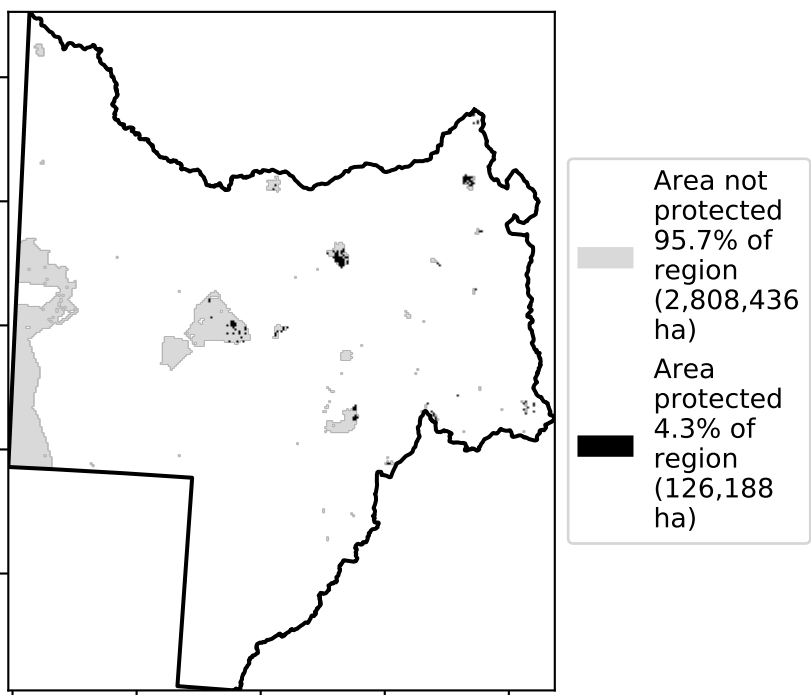 Area not
protected
95.7% of
region
(2,808,436
ha)
Area
protected
4.3% of
region
(126,188
ha)